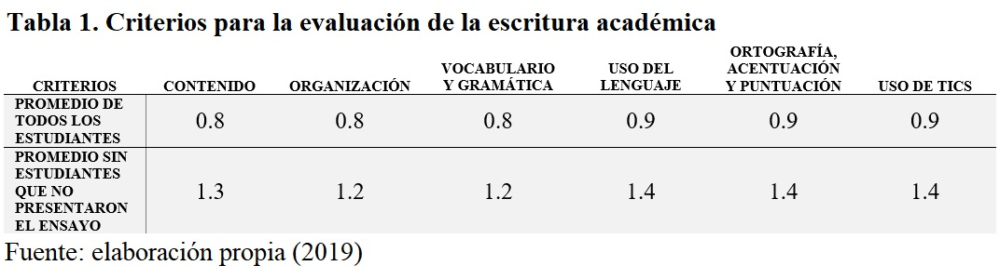 Tabla 1. Criterios para la evaluación de la escritura académica
CRITERIOS CONTENIDO ORGANIZACIÓN VOCABULARIO Y GRAMÁTICA USO DEL LENGUAJE ORTOGRAFÍA, ACENTUACIÓN Y PUNTUACIÓN USO DE TICS
PROMEDIO DE TODOS LOS ESTUDIANTES 0.8 0.8 0.8 0.9 0.9 0.9
PROMEDIO SIN ESTUDIANTES QUE NO PRESENTARON EL ENSAYO 1.3 1.2 1.2 1.4 1.4 1.4
Fuente: elaboración propia (2019)